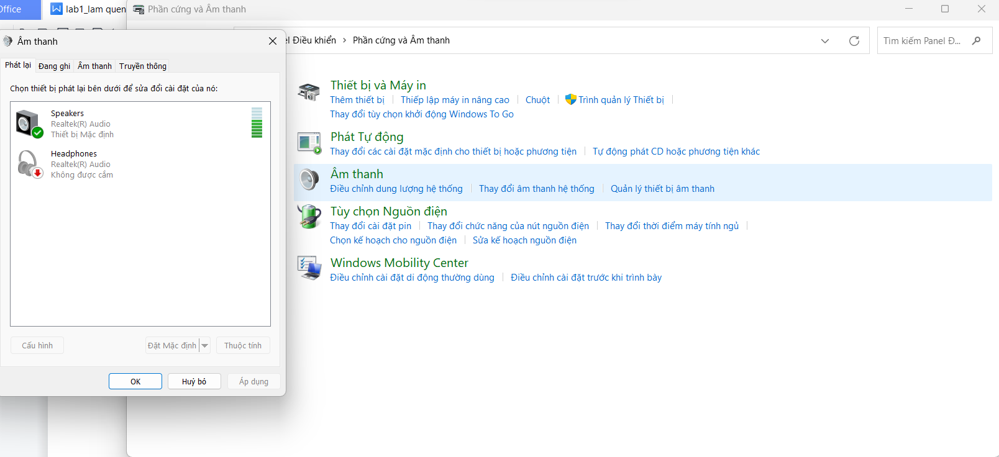 Office
lab1_lam quen
Phần cứng và Âm thanh
Điều khiển > Phần cứng và Âm thanh
Tìm kiếm Panel Đ...
Âm thanh
Phát lại
Đang ghi
Âm thanh
Truyền thông
Chọn thiết bị phát lại bên dưới để sửa đổi cài đặt của nó:
Speakers
Realtek(R) Audio
Thiết bị Mặc định
Headphones
Realtek(R) Audio
Không được cắm
Cấu hình
Đặt Mặc định
Thuộc tính
OK
Huỷ bỏ
Áp dụng
Thiết bị và Máy in
Thêm thiết bị
Thiếp lập máy in nâng cao
Chuột
Trình quản lý Thiết bị
Thay đổi tùy chọn khởi động Windows To Go
Phát Tự động
Thay đổi các cài đặt mặc định cho thiết bị hoặc phương tiện
Tự động phát CD hoặc phương tiện khác
Âm thanh
Điều chỉnh dung lượng hệ thống
Thay đổi âm thanh hệ thống
Quản lý thiết bị âm thanh
Tùy chọn Nguồn điện
Thay đổi cài đặt pin
Thay đổi chức năng của nút nguồn điện
Thay đổi thời điểm máy tính ngủ
Chọn kế hoạch cho nguồn điện
Sửa kế hoạch nguồn điện
Windows Mobility Center
Điều chỉnh cài đặt di động thường dùng
Điều chỉnh cài đặt trước khi trình bày